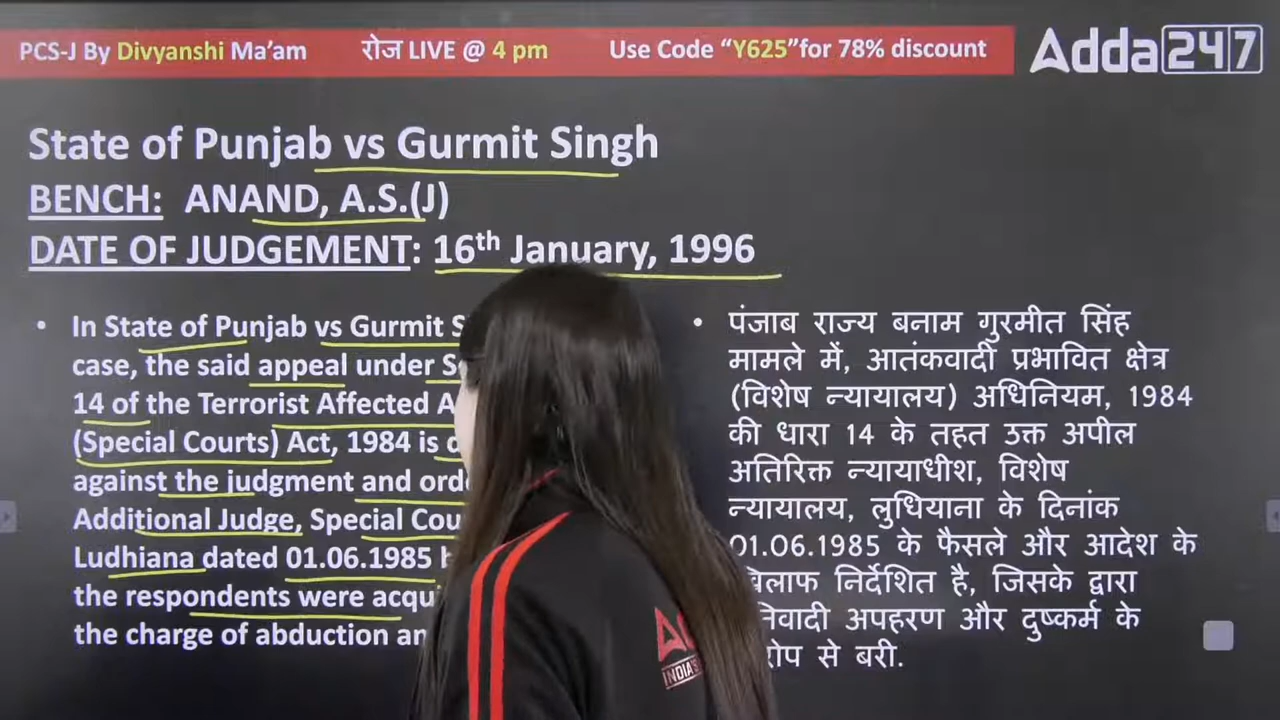 PCS-J By Divyanshi Ma'am रोज LIVE @ 4 pm Use Code “Y625”for 78% discount
Adda247
State of Punjab vs Gurmit Singh
BENCH: ANAND, A.S.(J)
DATE OF JUDGEMENT: 16th January, 1996
• In State of Punjab vs Gurmit
case, the said appeal under
14 of the Terrorist Affected
(Special Courts) Act, 1984 is
against the judgment and
Additional Judge, Special
Ludhiana dated 01.06.1985
the respondents were
the charge of abduction
• पंजाब राज्य बनाम गुरमीत सिंह
मामले में, आतंकवादी प्रभावित क्षेत्र
(विशेष न्यायालय) अधिनियम, 1984
की धारा 14 के तहत उक्त अपील
अतिरिक्त न्यायाधीश, विशेष
न्यायालय, लुधियाना के दिनांक
01.06.1985 के फैसले और आदेश के
निर्देशित है, जिसके द्वारा
अपहरण और दुष्कर्म के
से बरी.